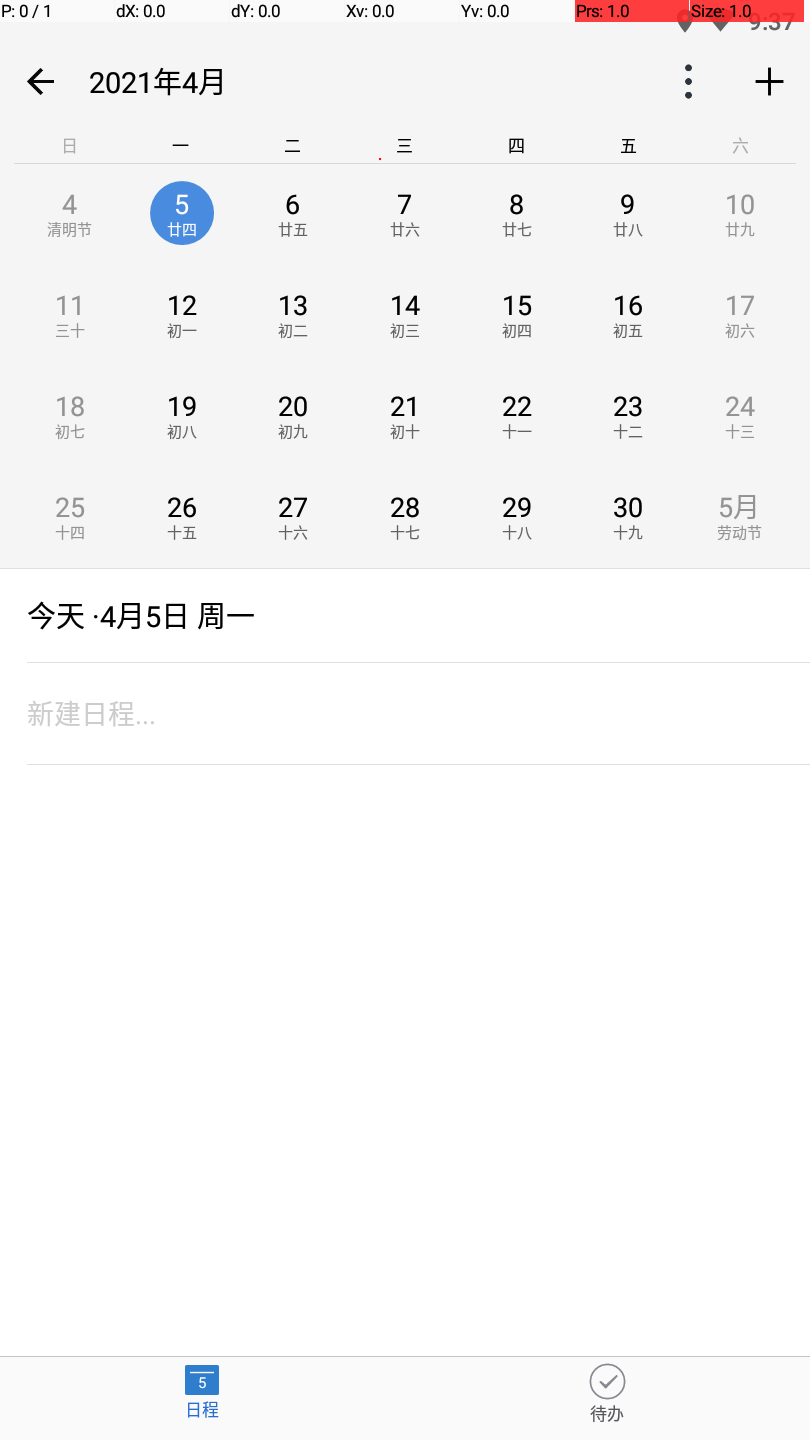 P: 0 / 1 dX: 0.0 dY: 0.0 Xv: 0.0 Yv: 0.0 Prs: 1.0 Size: 1.0
9:37
2021年4月
日 一 二 三 四 五 六
4 5 6 7 8 9 10
清明节 廿四 廿五 廿六 廿七 廿八 廿九
11 12 13 14 15 16 17
三十 初一 初二 初三 初四 初五 初六
18 19 20 21 22 23 24
初七 初八 初九 初十 十一 十二 十三
25 26 27 28 29 30 5月
十四 十五 十六 十七 十八 十九 劳动节
今天 ·4月5日 周一
新建日程...
5
日程 待办